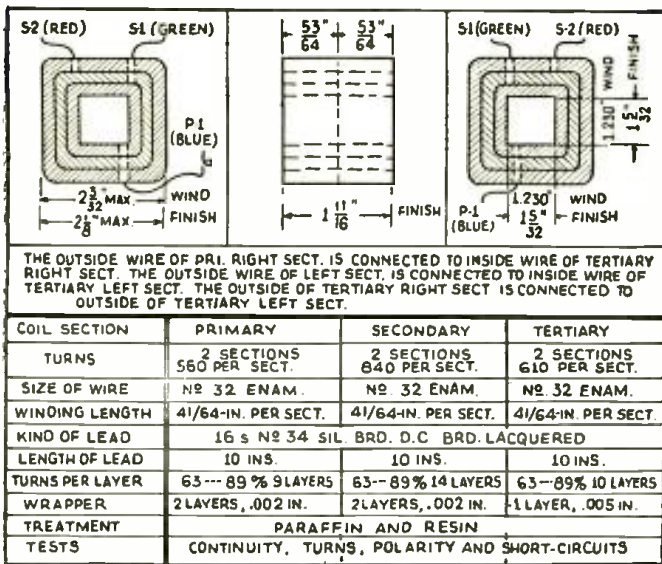 S-2 (RED) S-1 (GREEN)
P-1
(BLUE)
2 3/32" MAX. WIND
2 1/8" MAX. FINISH
53"/64 53"/64
1 11"/16 FINISH
S-1 (GREEN) S-2 (RED)
WIND
FINISH
1.230"
1 5/32
P-1
(BLUE)
1.230" WIND
1 5"/32 FINISH
THE OUTSIDE WIRE OF PRI. RIGHT SECT. IS CONNECTED TO INSIDE WIRE OF TERTIARY
RIGHT SECT. THE OUTSIDE WIRE OF LEFT SECT. IS CONNECTED TO INSIDE WIRE OF
TERTIARY LEFT SECT. THE OUTSIDE OF TERTIARY RIGHT SECT IS CONNECTED TO
OUTSIDE OF TERTIARY LEFT SECT.
COIL SECTION PRIMARY SECONDARY TERTIARY
TURNS 2 SECTIONS 2 SECTIONS 2 SECTIONS
560 PER SECT. 840 PER SECT. 610 PER SECT.
SIZE OF WIRE Nº 32 ENAM. Nº. 32 ENAM. Nº. 32 ENAM.
WINDING LENGTH 41/64-IN. PER SECT. 41/64-IN. PER SECT. 41/64-IN. PER SECT.
KIND OF LEAD 16 s Nº 34 SIL. BRD. D.C BRD. LACQUERED
LENGTH OF LEAD 10 INS. 10 INS. 10 INS.
TURNS PER LAYER 63---89% 9 LAYERS 63--89% 14 LAYERS 63--89% 10 LAYERS
WRAPPER 2 LAYERS, .002 IN. 2 LAYERS, .002 IN. 1 LAYER, .005 IN.
TREATMENT PARAFFIN AND RESIN
TESTS CONTINUITY, TURNS, POLARITY AND SHORT-CIRCUITS